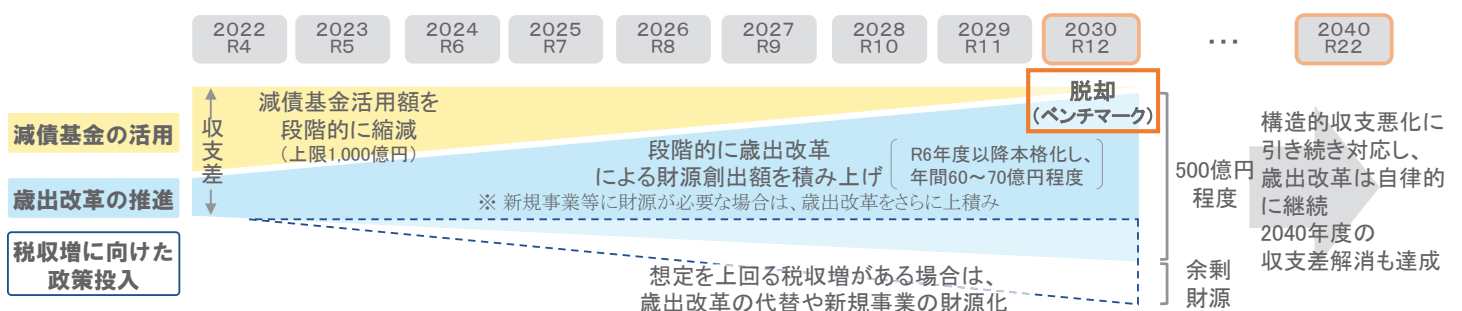 2022
R4
2023
R5
2024
R6
2025
R7
2026
R8
2027
R9
2028
R10
2029
R11
2030
R12
…
2040
R22
減債基金の活用
歳出改革の推進
税収増に向けた
政策投入
収支差
減債基金活用額を
段階的に縮減
(上限1,000億円)
脱却
(ベンチマーク)
段階的に歳出改革
による財源創出額を積み上げ
R6年度以降本格化し、
年間60～70億円程度
※ 新規事業等に財源が必要な場合は、歳出改革をさらに上積み
想定を上回る税収増がある場合は、
歳出改革の代替や新規事業の財源化
500億円
程度
余剰
財源
構造的収支悪化に
引き続き対応し、
歳出改革は自律的
に継続
2040年度の
収支差解消も達成